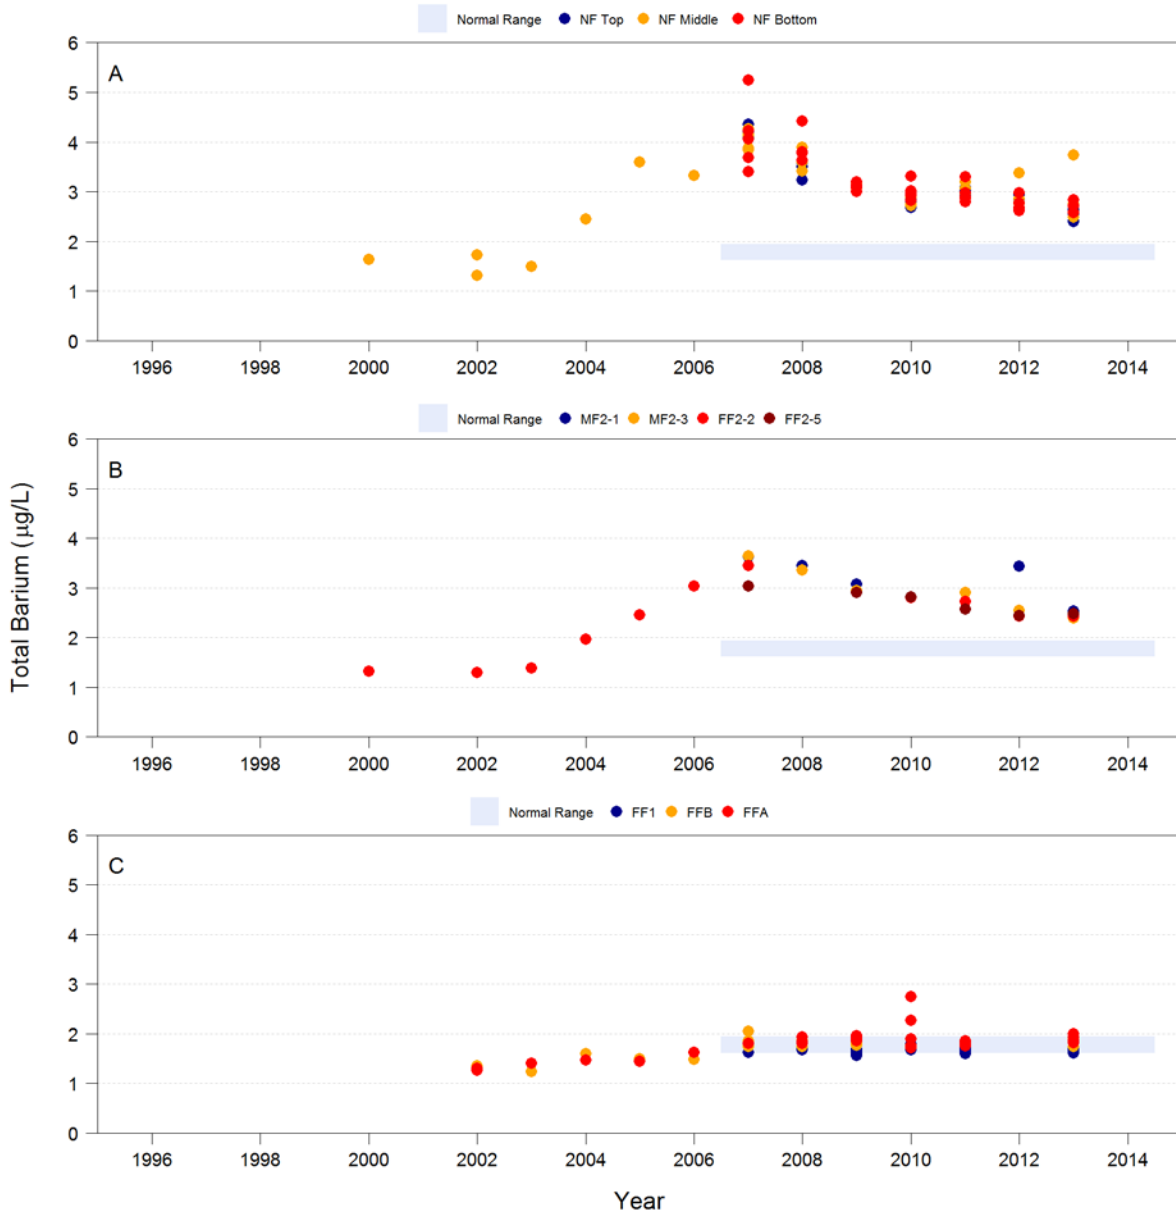 Normal Range NF Top NF Middle NF Bottom
A
6
5
4
3
2
1
0
1996 1998 2000 2002 2004 2006 2008 2010 2012 2014
Normal Range MF2-1 MF2-3 FF2-2 FF2-5
B
6
5
4
3
2
1
0
Total Barium (μg/L)
1996 1998 2000 2002 2004 2006 2008 2010 2012 2014
Normal Range FF1 FFB FFA
C
6
5
4
3
2
1
0
1996 1998 2000 2002 2004 2006 2008 2010 2012 2014
Year